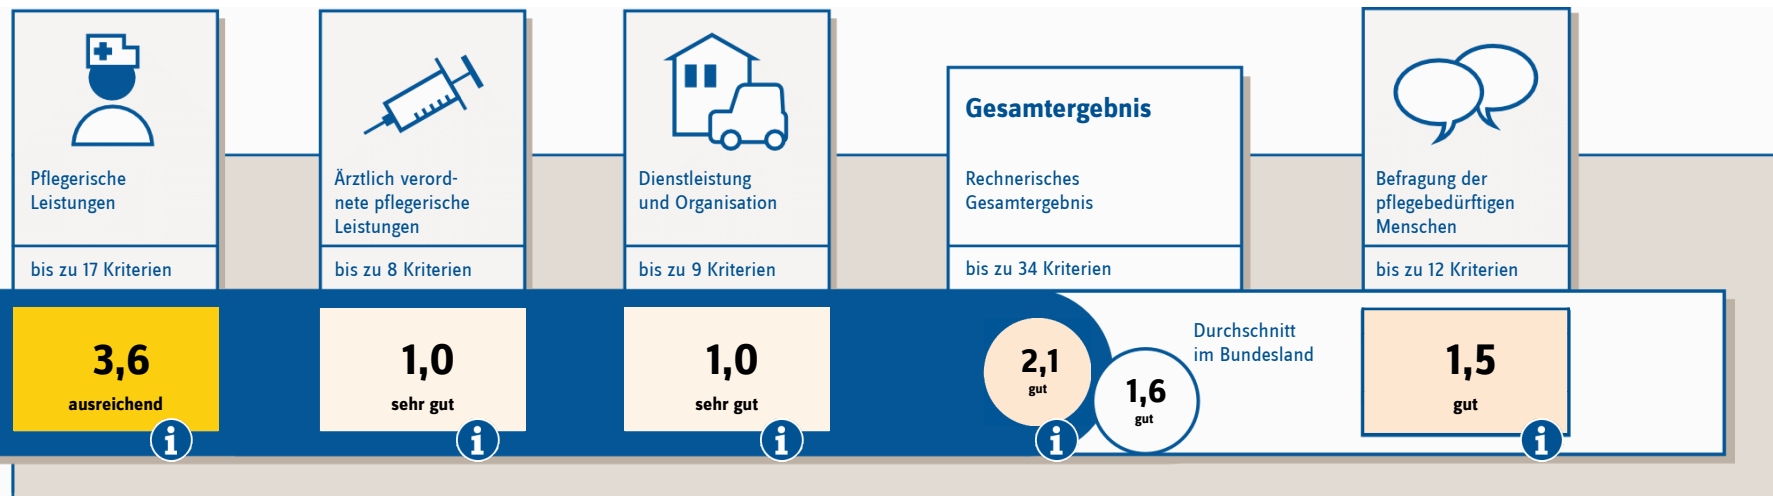 Pflegerische
Leistungen
bis zu 17 Kriterien
3,6
ausreichend
i
Ärztlich verord-
nete pflegerische
Leistungen
bis zu 8 Kriterien
1,0
sehr gut
i
Dienstleistung
und Organisation
bis zu 9 Kriterien
1,0
sehr gut
i
Gesamtergebnis
Rechnerisches
Gesamtergebnis
bis zu 34 Kriterien
2,1
gut
i
1,6
gut
Durchschnitt
im Bundesland
Befragung der
pflegebedürftigen
Menschen
bis zu 12 Kriterien
1,5
gut
i